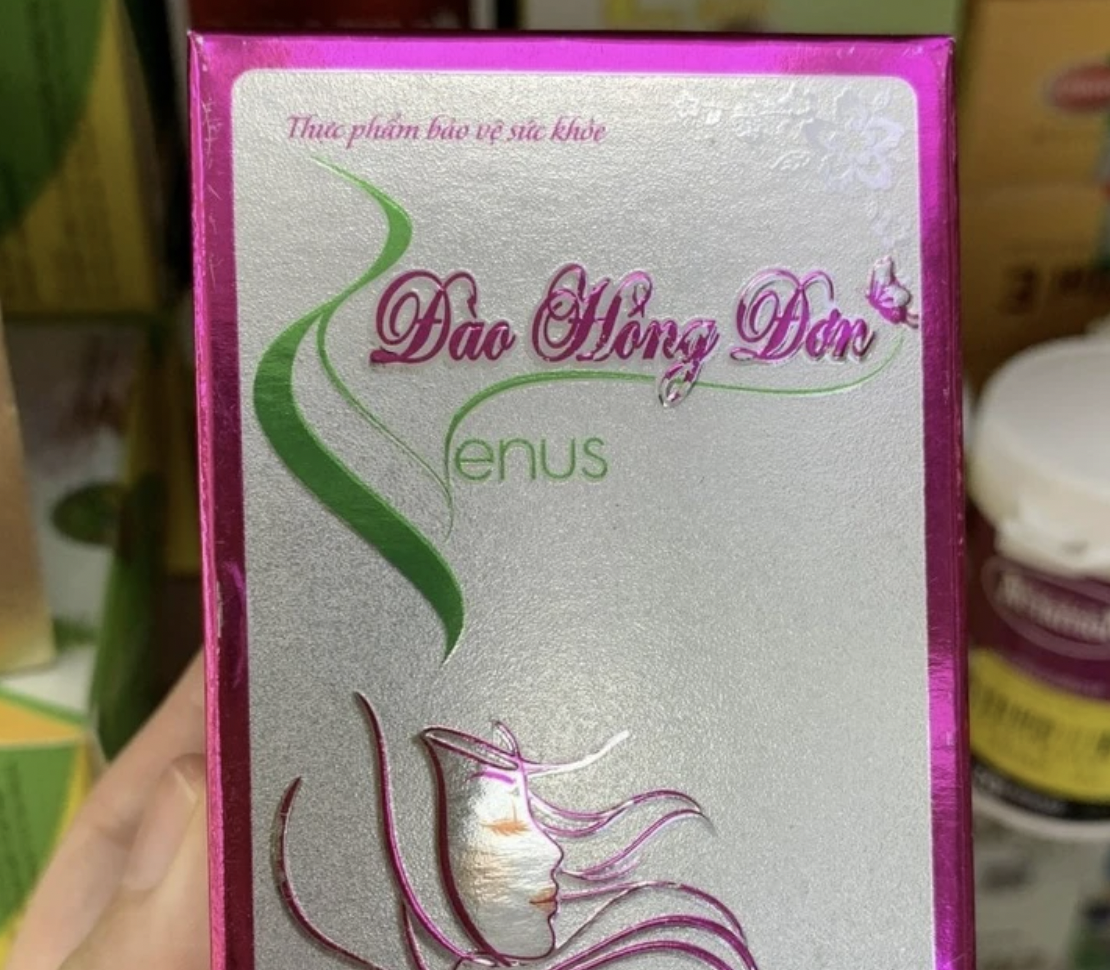 Thực phẩm bảo vệ sức khỏe
Đào Hồng Đơn
Venus